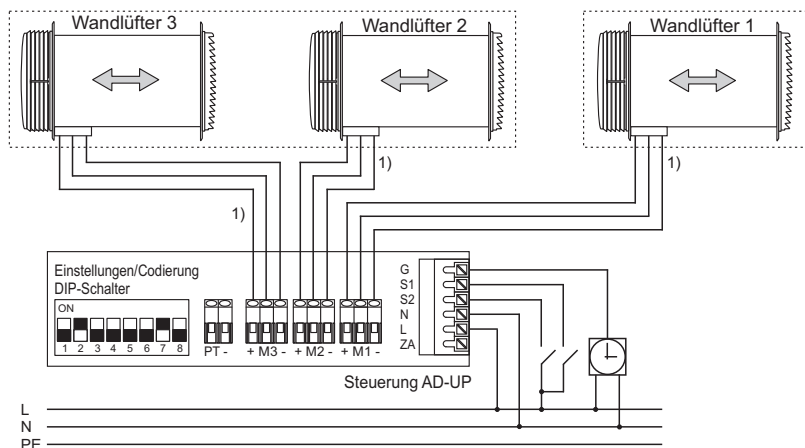 Wandlüfter 3
Wandlüfter 2
Wandlüfter 1
1)
1)
1)
Einstellungen/Codierung
DIP-Schalter
ON
1 2 3 4 5 6 7 8
PT -
+ M3 -
+ M2 -
+ M1 -
G
S1
S2
N
L
ZA
Steuerung AD-UP
L
N
PE